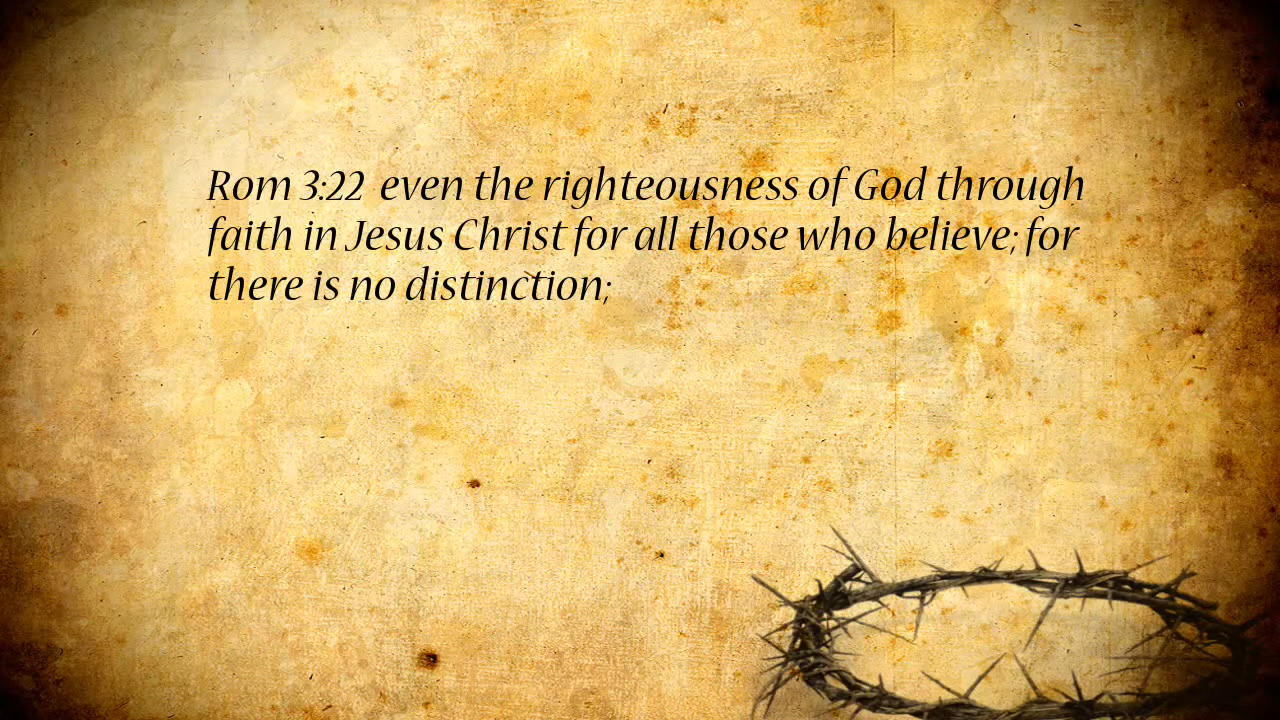 Rom 3:22  even the righteousness of God through
faith in Jesus Christ for all those who believe; for
there is no distinction;